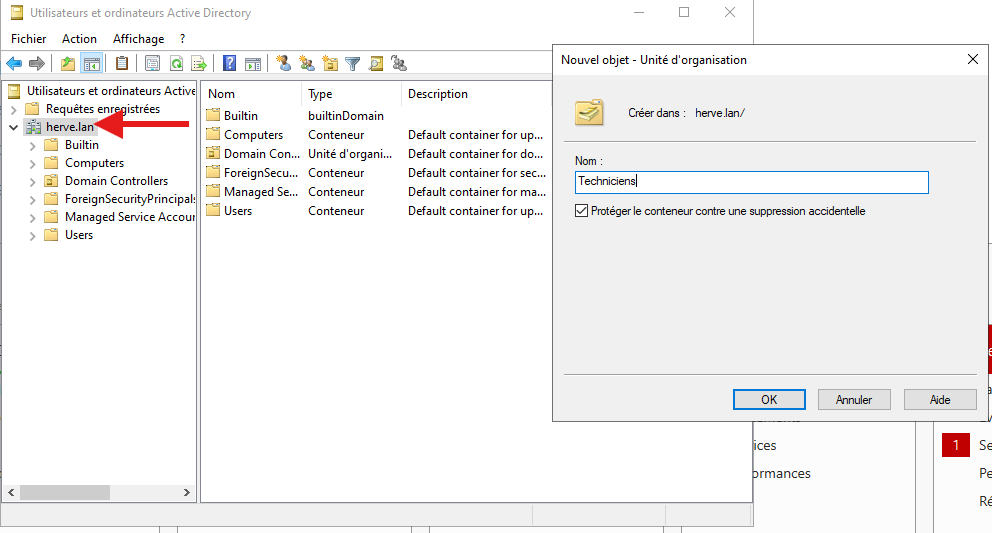 Utilisateurs et ordinateurs Active Directory
Fichier Action Affichage ?
Utilisateurs et ordinateurs Active
Requêtes enregistrées
herve.lan
Builtin
Computers
Domain Controllers
ForeignSecurityPrincipals
Managed Service Accour
Users
Nom Type Description
Builtin builtinDomain
Computers Conteneur Default container for up...
Domain Con... Unité d'organi... Default container for do...
ForeignSecu... Conteneur Default container for sec...
Managed Se... Conteneur Default container for ma...
Users Conteneur Default container for up...
Nouvel objet - Unité d'organisation
Créer dans : herve.lan/
Nom :
Techniciens
Protéger le conteneur contre une suppression accidentelle
OK Annuler Aide
ices
ormances
1 Se
Pe
Ré